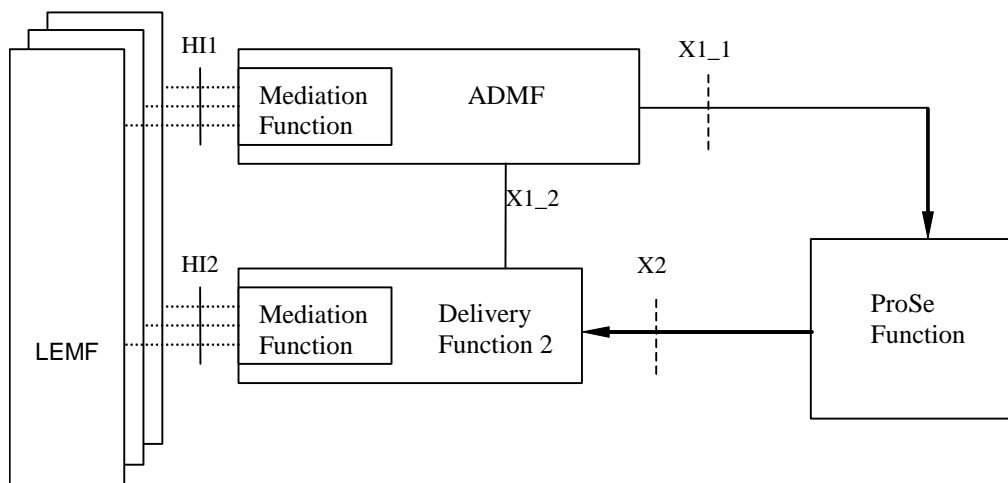 HI1
X1_1
Mediation
Function
ADMF
X1_2
HI2
X2
Mediation
Function
Delivery
Function 2
ProSe
Function
LEMF